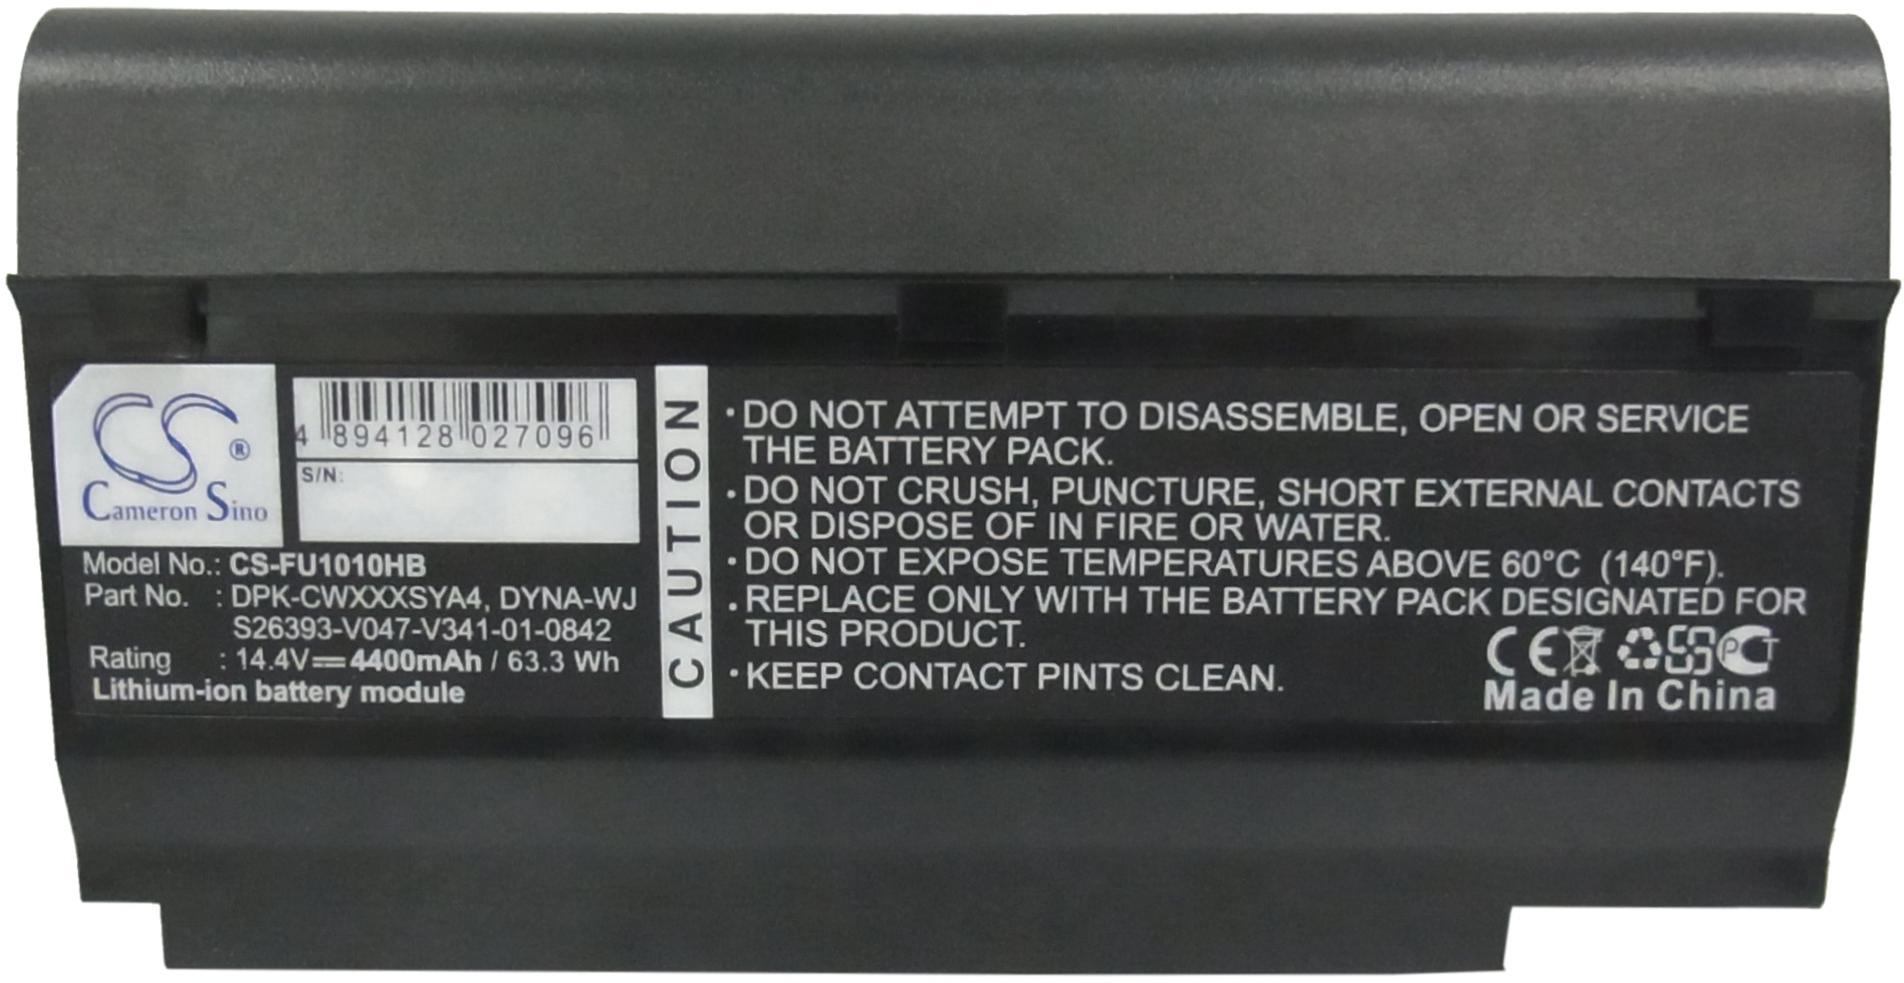 CS®
Cameron Sino
4 894128 027096
S/N:
Model No.: CS-FU1010HB
Part No. : DPK-CWXXXSYA4, DYNA-WJ
S26393-V047-V341-01-0842
Rating : 14.4V⎓4400mAh / 63.3 Wh
Lithium-ion battery module
CAUTION
·DO NOT ATTEMPT TO DISASSEMBLE, OPEN OR SERVICE
THE BATTERY PACK.
·DO NOT CRUSH, PUNCTURE, SHORT EXTERNAL CONTACTS
OR DISPOSE OF IN FIRE OR WATER.
·DO NOT EXPOSE TEMPERATURES ABOVE 60°C (140°F).
·REPLACE ONLY WITH THE BATTERY PACK DESIGNATED FOR
THIS PRODUCT.
·KEEP CONTACT PINTS CLEAN.
CE PCT
Made In China